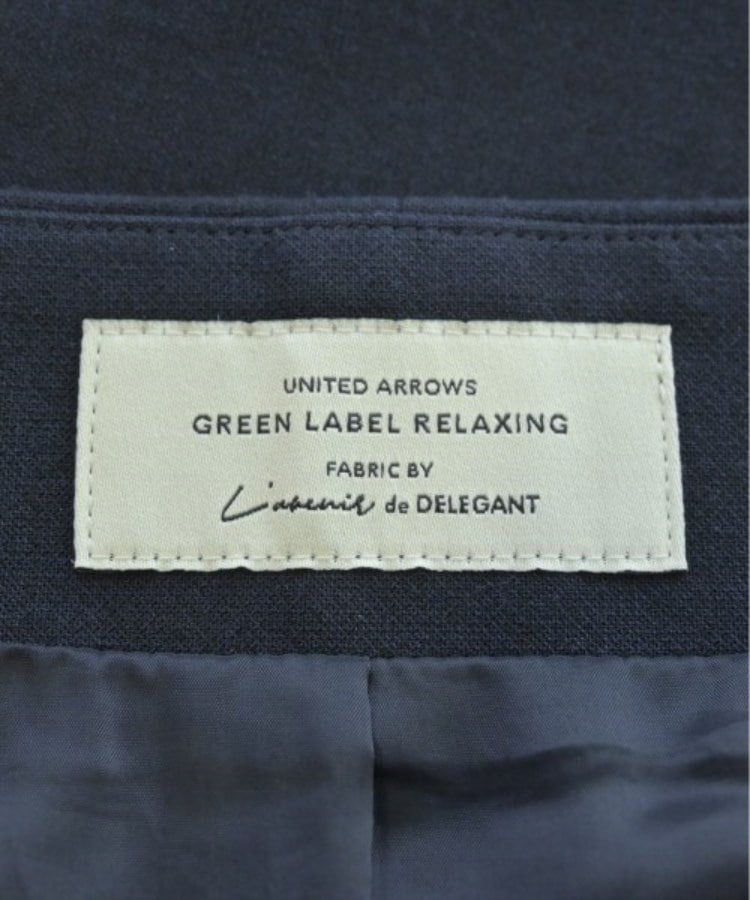 UNITED ARROWS
GREEN LABEL RELAXING
FABRIC BY
L'avenir de DELEGANT